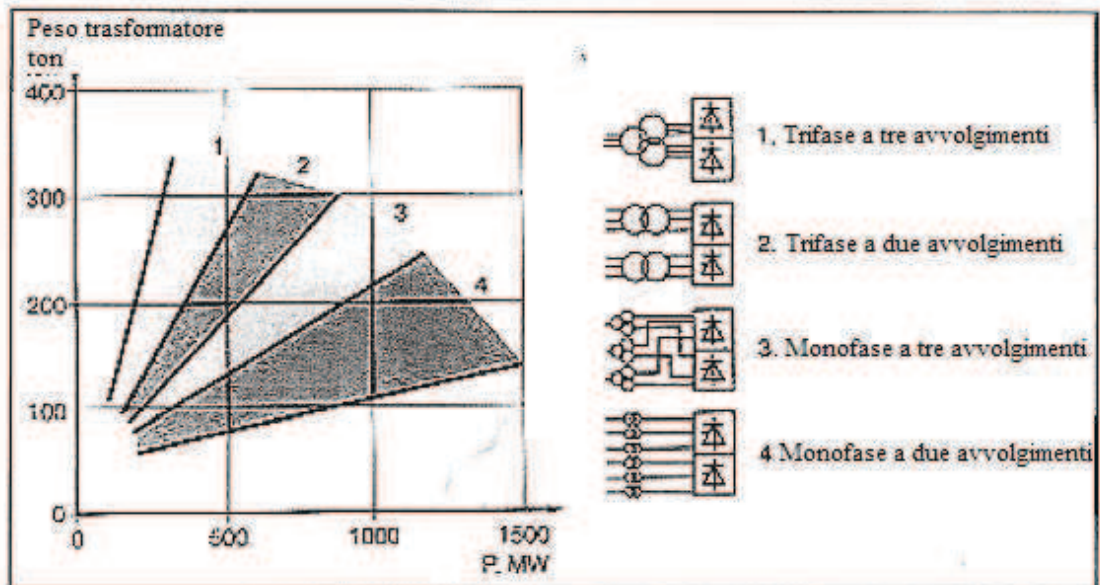 Peso trasformatore
ton
400
300
200
100
0
0
500
1000
1500
P. MW
1
2
3
4
1, Trifase a tre avvolgimenti
2. Trifase a due avvolgimenti
3. Monofase a tre avvolgimenti
4 Monofase a due avvolgimenti